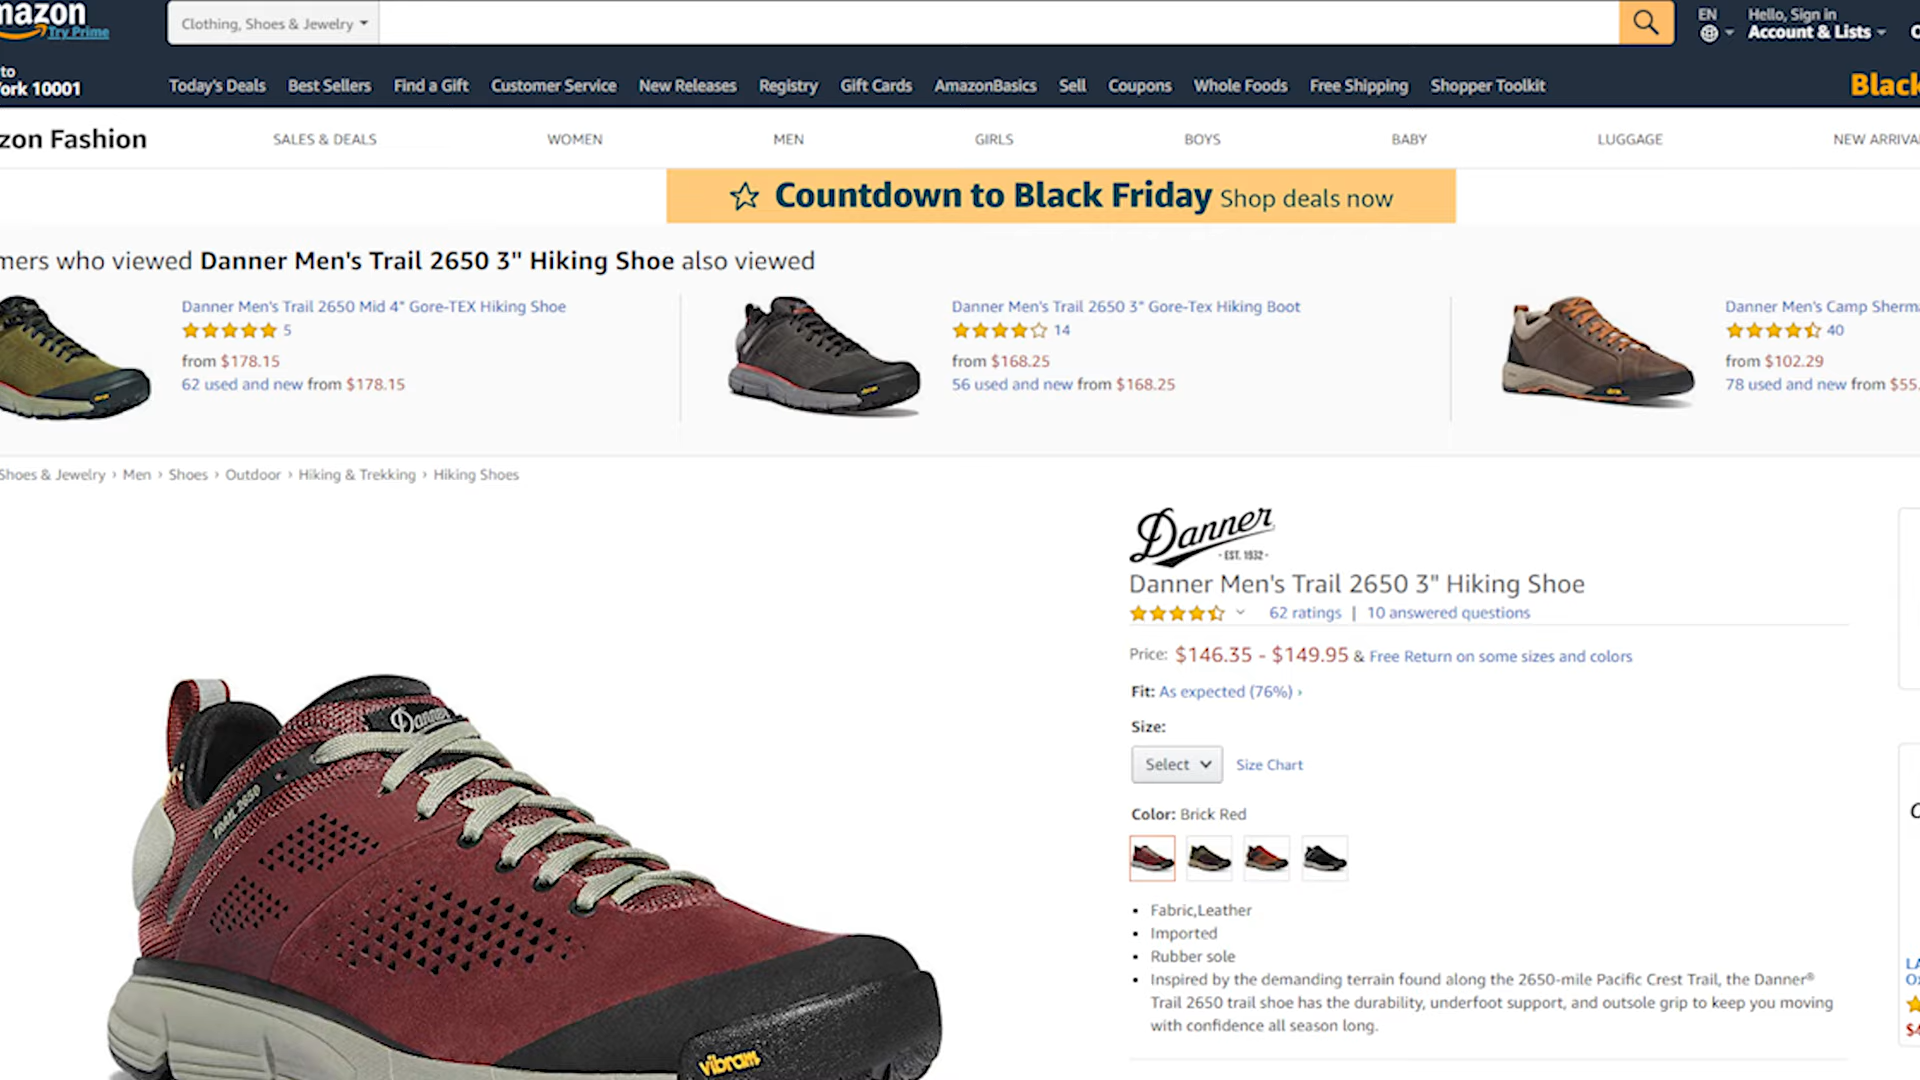 mazon
Try Prime
Clothing, Shoes & Jewelry
EN
Hello, Sign in
Account & Lists
to
York 10001
Today's Deals Best Sellers Find a Gift Customer Service New Releases Registry Gift Cards AmazonBasics Sell Coupons Whole Foods Free Shipping Shopper Toolkit
Black
zon Fashion SALES & DEALS WOMEN MEN GIRLS BOYS BABY LUGGAGE NEW ARRIVA
Countdown to Black Friday Shop deals now
mers who viewed Danner Men's Trail 2650 3" Hiking Shoe also viewed
Danner Men's Trail 2650 Mid 4" Gore-TEX Hiking Shoe
5
from $178.15
62 used and new from $178.15
Danner Men's Trail 2650 3" Gore-Tex Hiking Boot
14
from $168.25
56 used and new from $168.25
Danner Men's Camp Sherma
40
from $102.29
78 used and new from $55.
Shoes & Jewelry › Men › Shoes › Outdoor › Hiking & Trekking › Hiking Shoes
Danner
- EST. 1932 -
Danner Men's Trail 2650 3" Hiking Shoe
62 ratings | 10 answered questions
Price: $146.35 - $149.95 & Free Return on some sizes and colors
Fit: As expected (76%) ›
Size:
Select Size Chart
Color: Brick Red
• Fabric,Leather
• Imported
• Rubber sole
• Inspired by the demanding terrain found along the 2650-mile Pacific Crest Trail, the Danner®
Trail 2650 trail shoe has the durability, underfoot support, and outsole grip to keep you moving
with confidence all season long.
Danner
TRAIL 2650
vibram